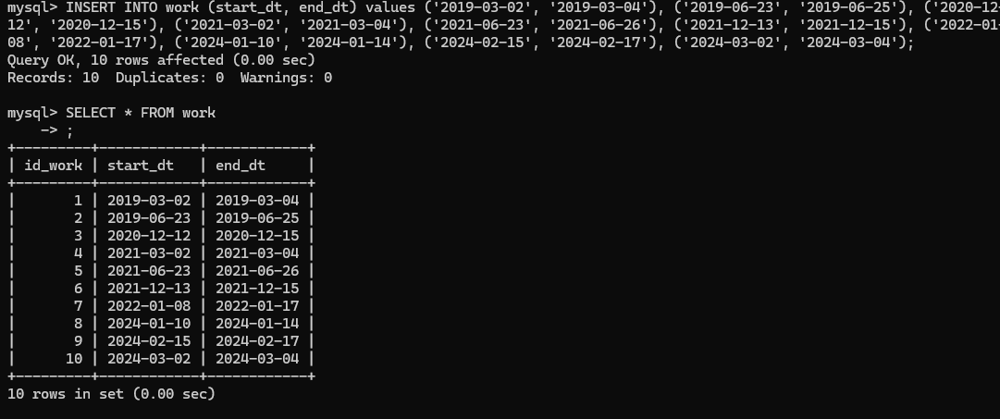 mysql> INSERT INTO work (start_dt, end_dt) values ('2019-03-02', '2019-03-04'), ('2019-06-23', '2019-06-25'), ('2020-12-
12', '2020-12-15'), ('2021-03-02', '2021-03-04'), ('2021-06-23', '2021-06-26'), ('2021-12-13', '2021-12-15'), ('2022-01-
08', '2022-01-17'), ('2024-01-10', '2024-01-14'), ('2024-02-15', '2024-02-17'), ('2024-03-02', '2024-03-04');
Query OK, 10 rows affected (0.00 sec)
Records: 10  Duplicates: 0  Warnings: 0
mysql> SELECT * FROM work
    -> ;
+---------+------------+------------+
| id_work | start_dt   | end_dt     |
+---------+------------+------------+
|       1 | 2019-03-02 | 2019-03-04 |
|       2 | 2019-06-23 | 2019-06-25 |
|       3 | 2020-12-12 | 2020-12-15 |
|       4 | 2021-03-02 | 2021-03-04 |
|       5 | 2021-06-23 | 2021-06-26 |
|       6 | 2021-12-13 | 2021-12-15 |
|       7 | 2022-01-08 | 2022-01-17 |
|       8 | 2024-01-10 | 2024-01-14 |
|       9 | 2024-02-15 | 2024-02-17 |
|      10 | 2024-03-02 | 2024-03-04 |
+---------+------------+------------+
10 rows in set (0.00 sec)